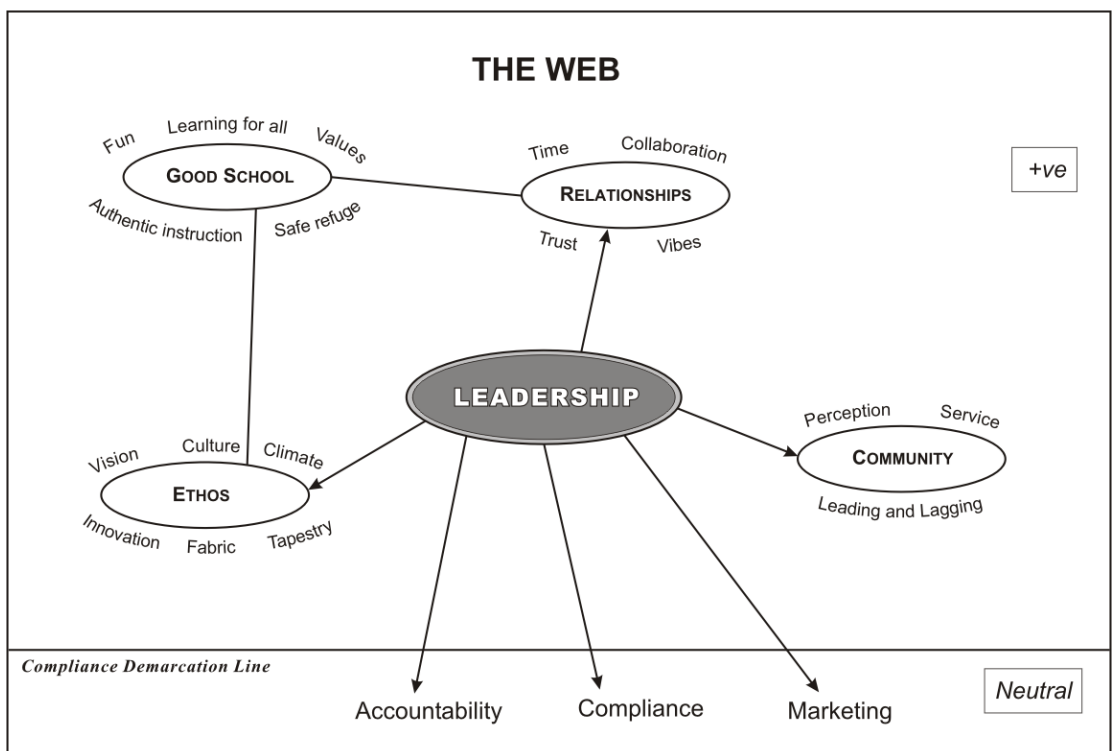 THE WEB
Fun
Learning for all
Values
GOOD SCHOOL
Authentic instruction
Safe refuge
Time
Collaboration
RELATIONSHIPS
Trust
Vibes
+ve
LEADERSHIP
Perception
Service
COMMUNITY
Leading and Lagging
Vision
Culture
Climate
ETHOS
Innovation
Fabric
Tapestry
Compliance Demarcation Line
Neutral
Accountability
Compliance
Marketing